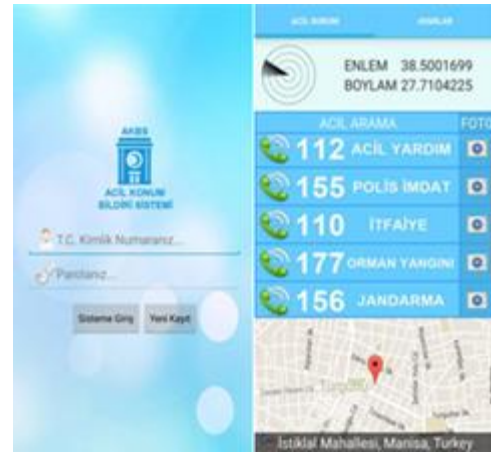 AKBS
ACİL KONUM
BİLDİRİ SİSTEMİ
T.C. Kimlik Numaranız...
Parolanız...
Sisteme Giriş Yeni Kayıt
ACİL DURUM AYARLAR
ENLEM 38.5001699
BOYLAM 27.7104225
ACİL ARAMA FOTO
112 ACİL YARDIM
155 POLİS İMDAT
110 İTFAİYE
177 ORMAN YANGINI
156 JANDARMA
İstiklal Mahallesi, Manisa, Turkey